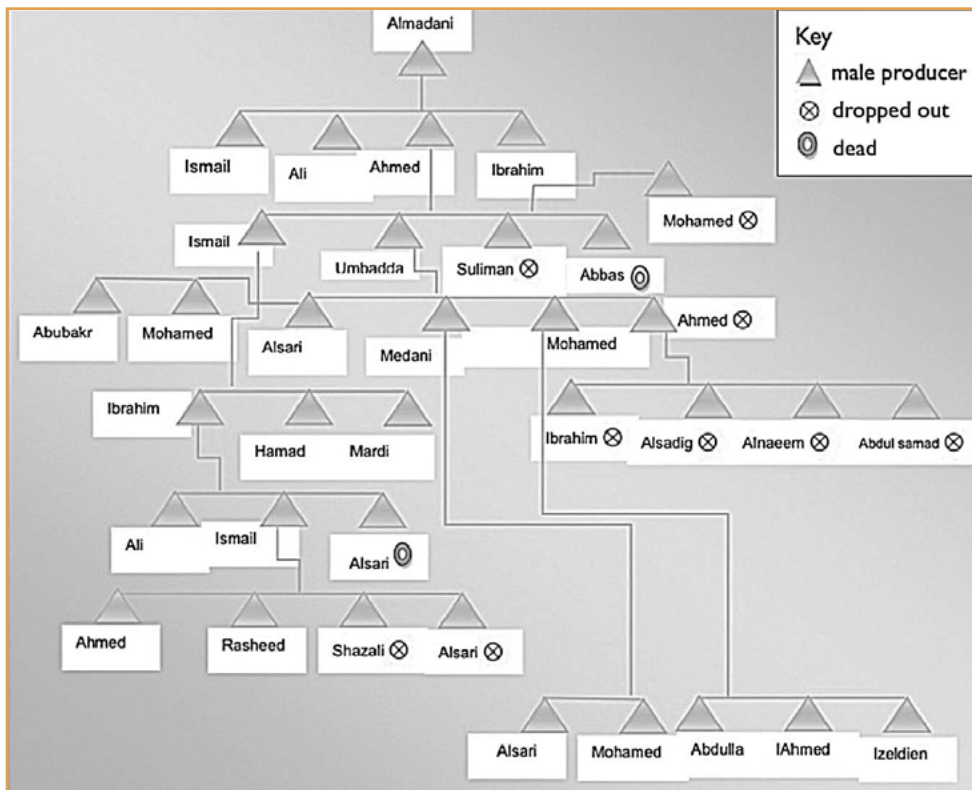 Almadani
Key
male producer
dropped out
dead
Ismail
Ali
Ahmed
Ibrahim
Mohamed
Ismail
Umbadda
Suliman
Abbas
Abubakr
Mohamed
Alsari
Medani
Mohamed
Ahmed
Ibrahim
Hamad
Mardi
Ibrahim
Alsadig
Alnaeem
Abdul samad
Ali
Ismail
Alsari
Ahmed
Rasheed
Shazali
Alsari
Alsari
Mohamed
Abdulla
IAhmed
Izeldien